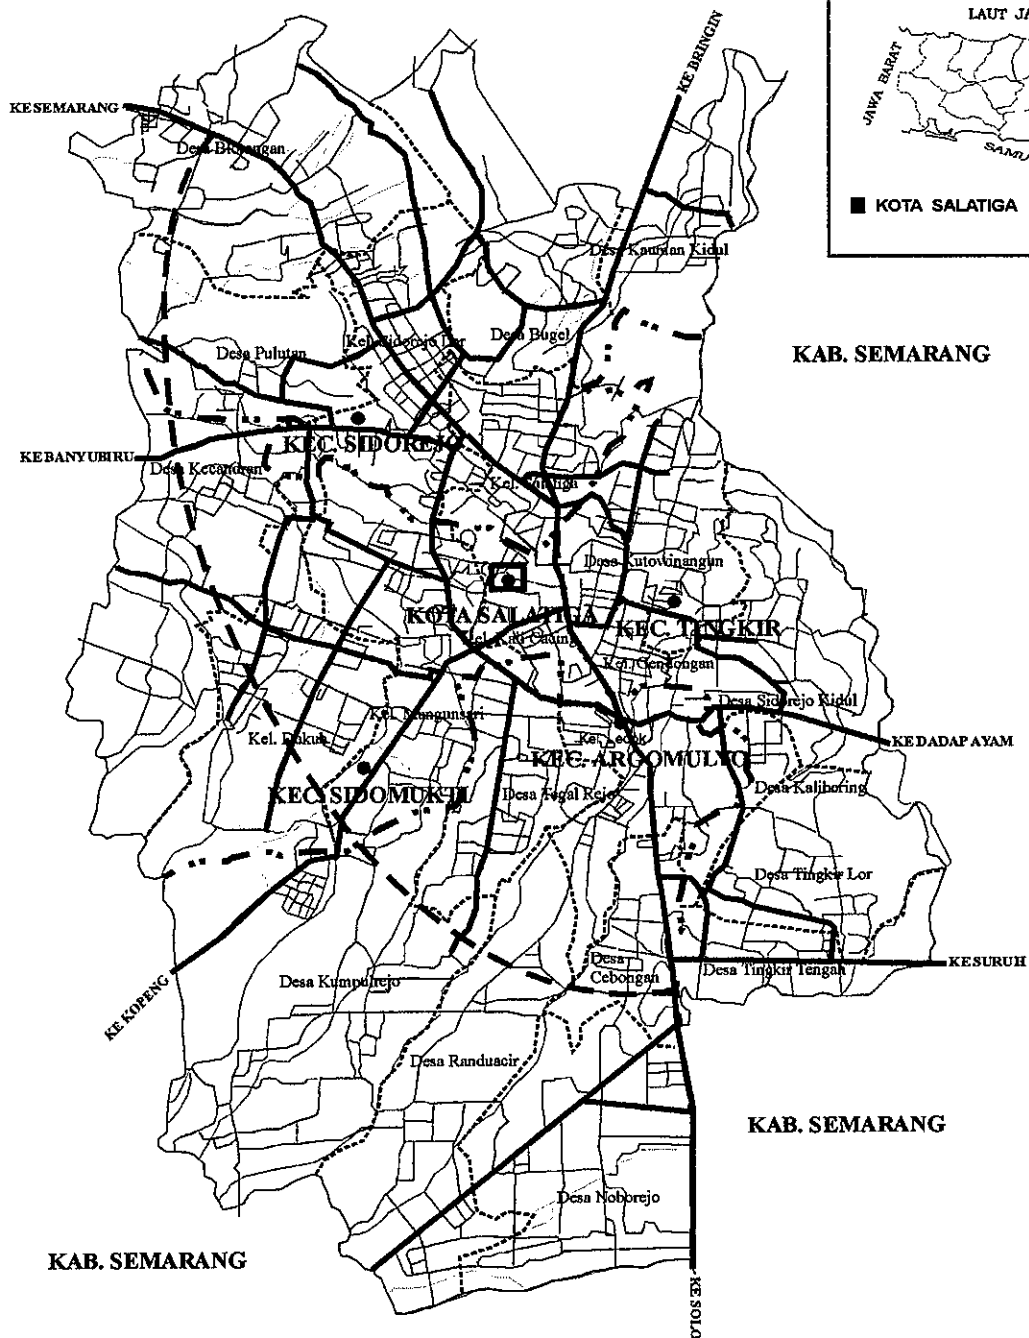 LAUT JA
JAWA BARAT
SAMU
KOTA SALATIGA
KE BRINGIN
KE SEMARANG
Desa
Desa Kauman Kidul
Kel. Sidorejo Lor
Desa Bugel
Desa Pulutan
KAB. SEMARANG
KEC. SIDOREJO
KE BANYUBIRU
Desa Kecandran
Kel. Salatiga
Desa Kutowinangun
KOTA SALATIGA
KEC. TINGKIR
Kel. Kali Cacing
Kel. Gendongan
Desa Sidorejo Kidul
Kel. Mangunsari
Kel. Dukuh
Kel.
KE DADAP AYAM
KEC. ARGOMULYO
KEC. SIDOMUKTI
Desa Tegal Rejo
Desa Kalibening
Desa Tingkir Lor
Desa
Cebongan
Desa Tingkir Tengah
KE SURUH
Desa Kumpulrejo
KE KOPENG
Desa Randuacir
KAB. SEMARANG
Desa Noborejo
KAB. SEMARANG
KE SOLO